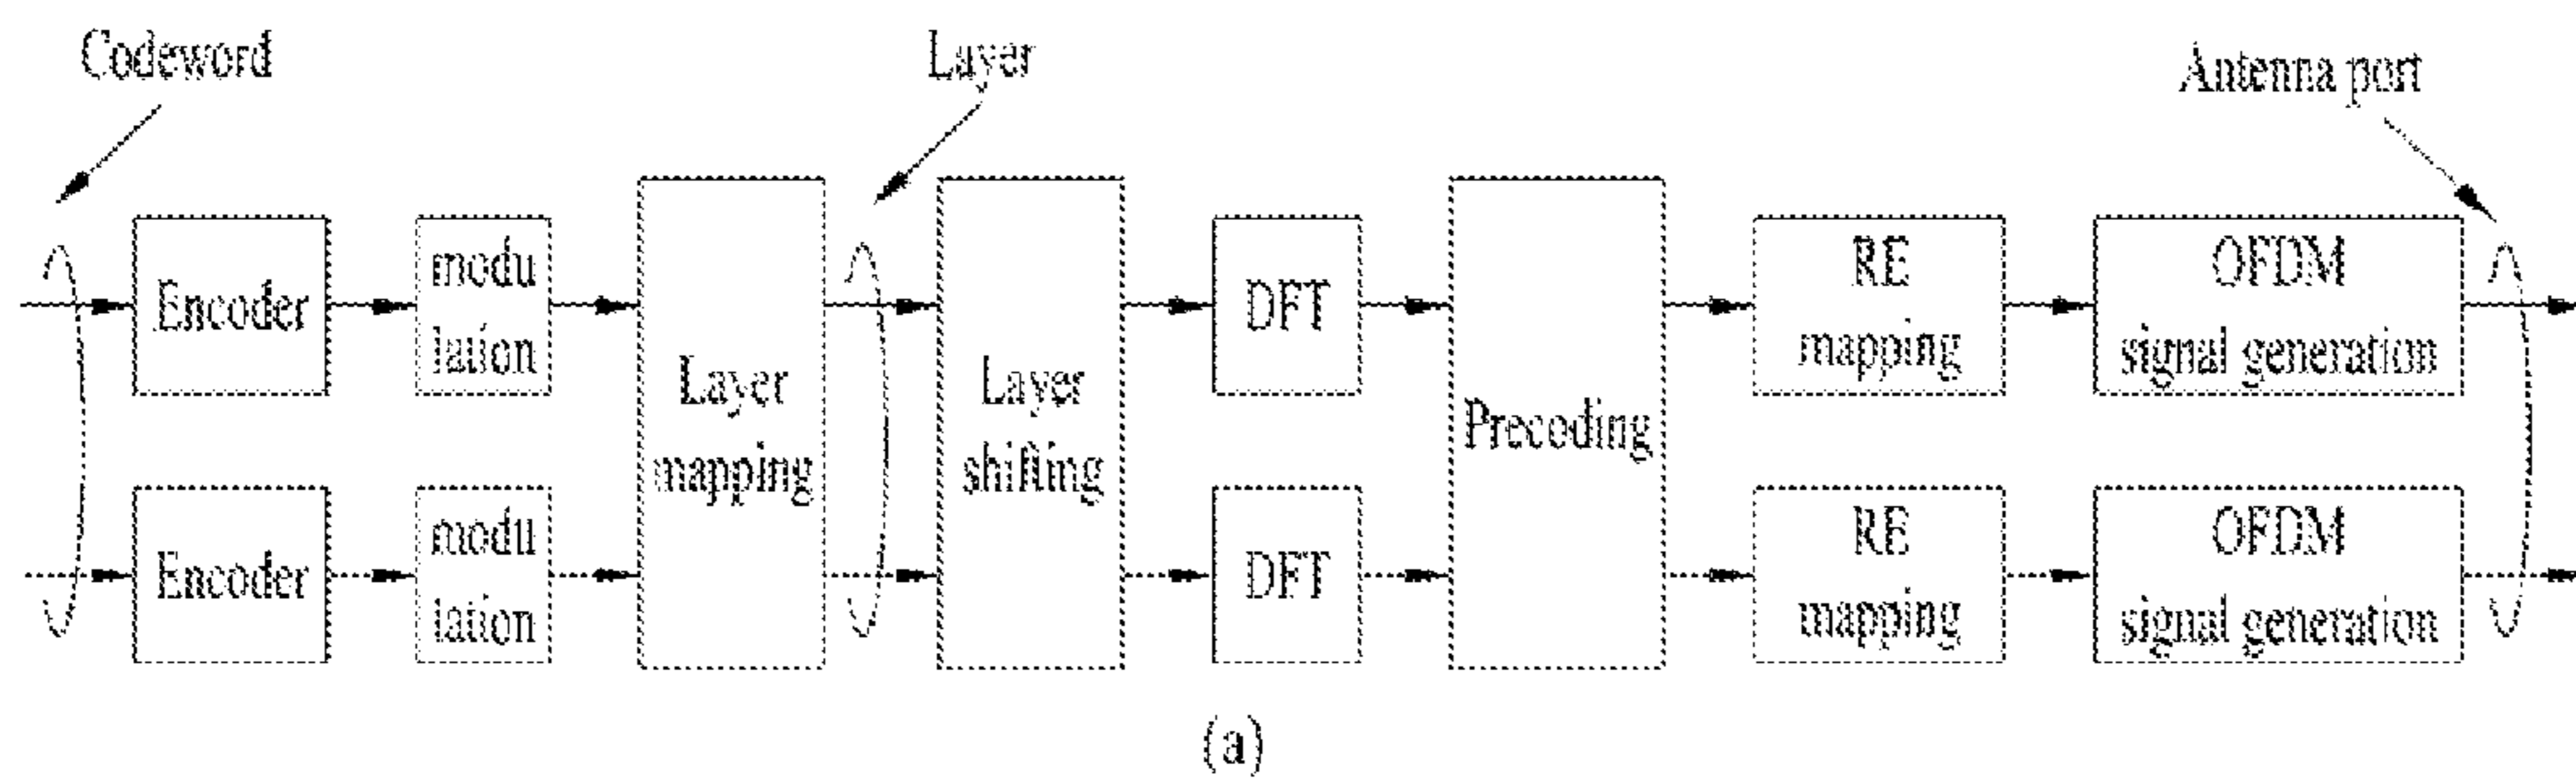 Codeword
Layer
Antenna port
Encoder
modu
lation
Layer
mapping
Layer
shifting
DFT
Precoding
RE
mapping
OFDM
signal generation
Encoder
modu
lation
DFT
RE
mapping
OFDM
signal generation
(a)